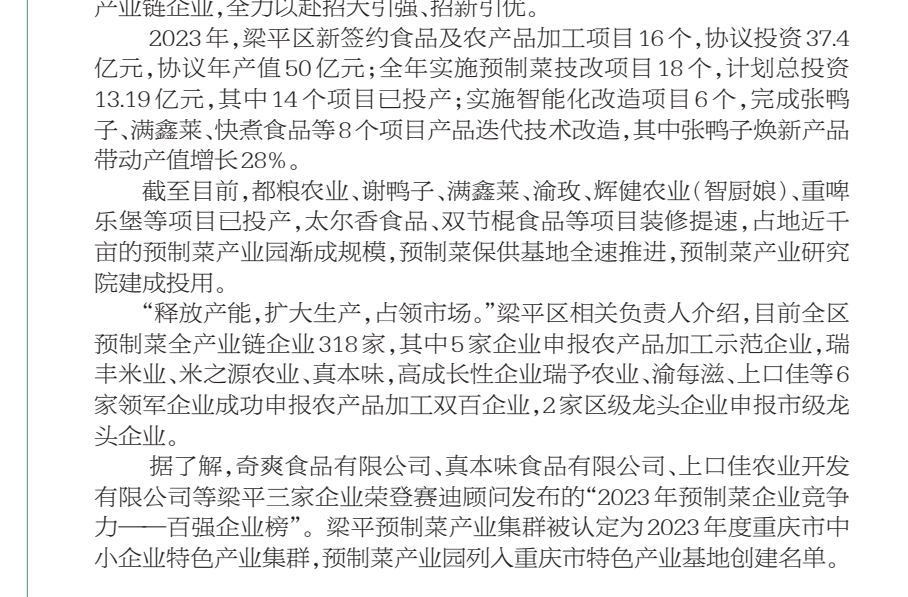 产业链企业,全力以赴招大引强、招新引优。
2023年,梁平区新签约食品及农产品加工项目16个,协议投资37.4
亿元,协议年产值50亿元;全年实施预制菜技改项目18个,计划总投资
13.19亿元,其中14个项目已投产;实施智能化改造项目6个,完成张鸭
子、满鑫莱、快煮食品等8个项目产品迭代技术改造,其中张鸭子焕新产品
带动产值增长28%。
截至目前,都粮农业、谢鸭子、满鑫莱、渝玫、辉健农业(智厨娘)、重啤
乐堡等项目已投产,太尔香食品、双节棍食品等项目装修提速,占地近千
亩的预制菜产业园渐成规模,预制菜保供基地全速推进,预制菜产业研究
院建成投用。
“释放产能,扩大生产,占领市场。”梁平区相关负责人介绍,目前全区
预制菜全产业链企业318家,其中5家企业申报农产品加工示范企业,瑞
丰米业、米之源农业、真本味,高成长性企业瑞予农业、渝每滋、上口佳等6
家领军企业成功申报农产品加工双百企业,2家区级龙头企业申报市级龙
头企业。
据了解,奇爽食品有限公司、真本味食品有限公司、上口佳农业开发
有限公司等梁平三家企业荣登赛迪顾问发布的“2023年预制菜企业竞争
力——百强企业榜”。梁平预制菜产业集群被认定为2023年度重庆市中
小企业特色产业集群,预制菜产业园列入重庆市特色产业基地创建名单。